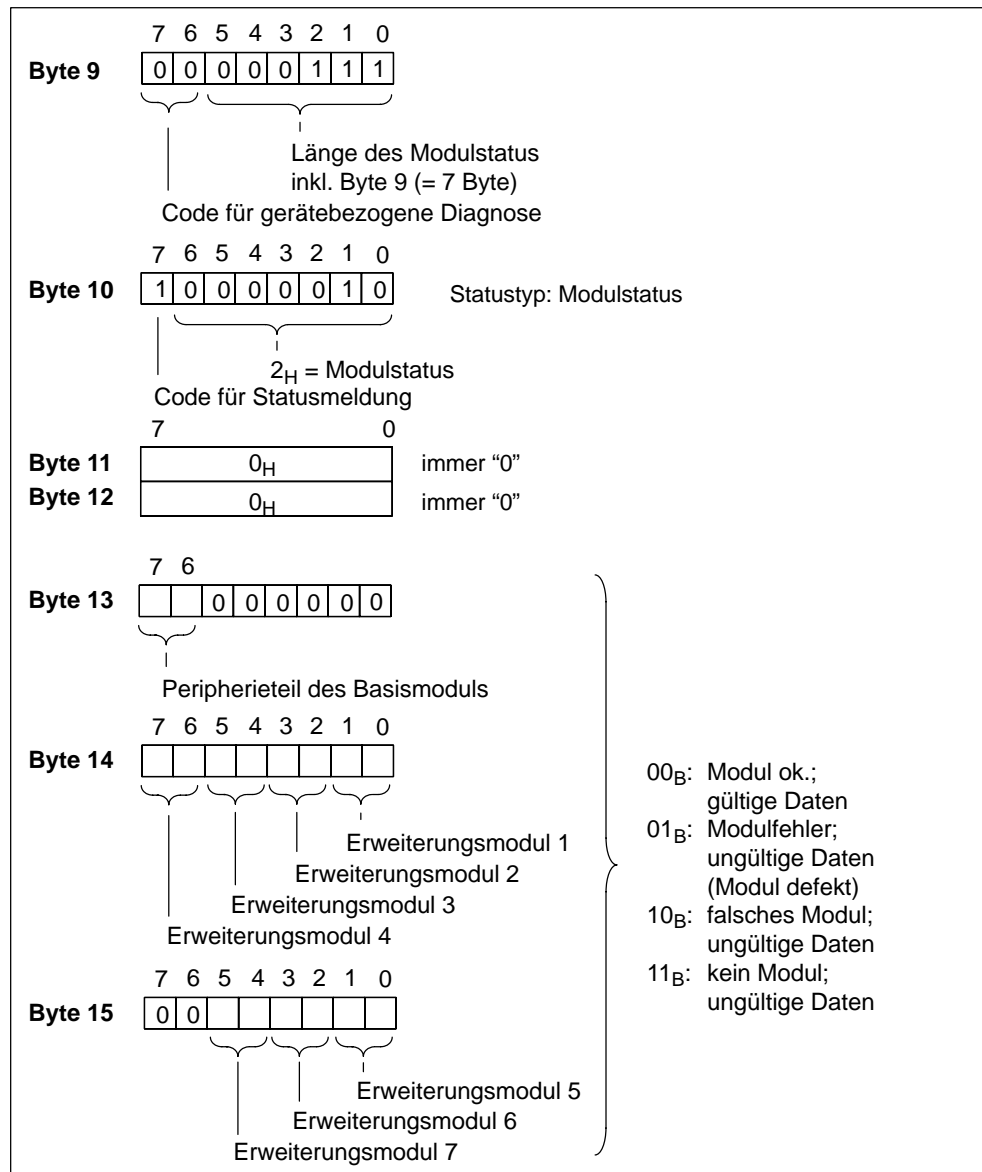 7 6 5 4 3 2 1 0
Byte 9 0 0 0 0 0 1 1 1
Länge des Modulstatus
inkl. Byte 9 (= 7 Byte)
Code für gerätebezogene Diagnose
7 6 5 4 3 2 1 0
Byte 10 1 0 0 0 0 0 1 0 Statustyp: Modulstatus
2H = Modulstatus
Code für Statusmeldung
7 0
Byte 11 0H immer “0”
Byte 12 0H immer “0”
7 6
Byte 13 0 0 0 0 0 0
Peripherieteil des Basismoduls
7 6 5 4 3 2 1 0
Byte 14
Erweiterungsmodul 1
Erweiterungsmodul 2
Erweiterungsmodul 3
Erweiterungsmodul 4
7 6 5 4 3 2 1 0
Byte 15 0 0
Erweiterungsmodul 5
Erweiterungsmodul 6
Erweiterungsmodul 7
00B: Modul ok.;
gültige Daten
01B: Modulfehler;
ungültige Daten
(Modul defekt)
10B: falsches Modul;
ungültige Daten
11B: kein Modul;
ungültige Daten